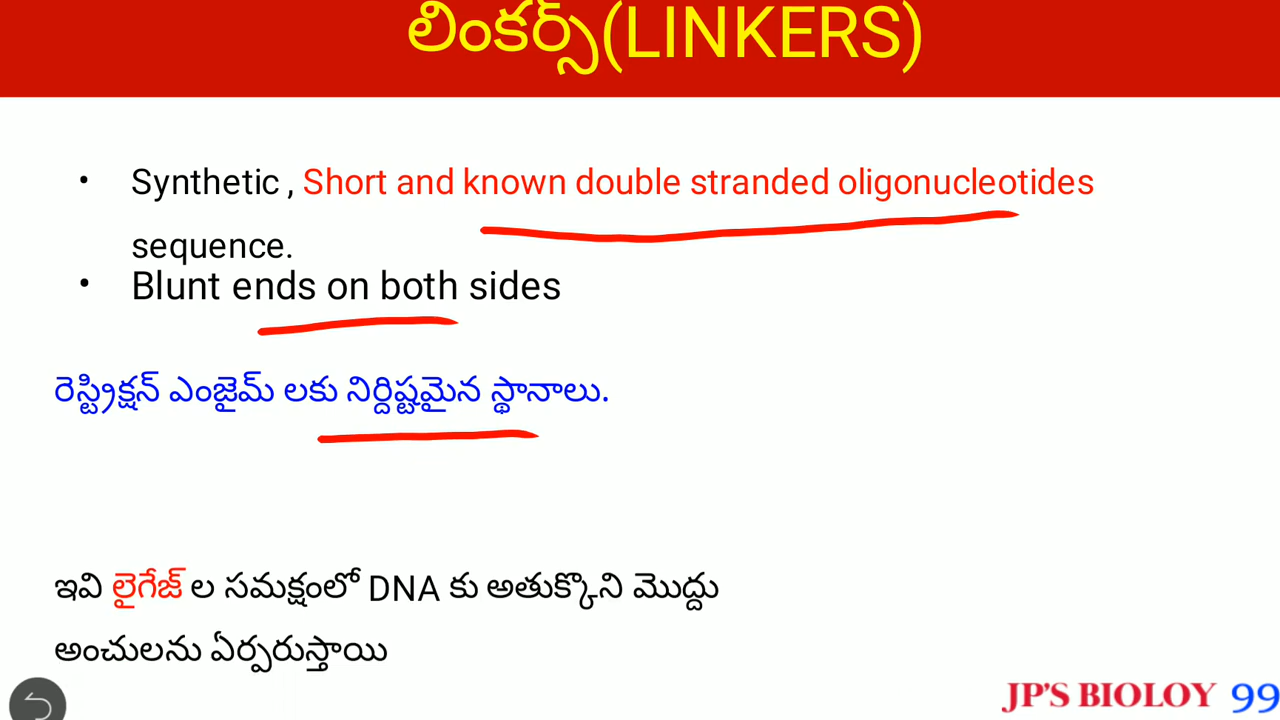 లింకర్స్(LINKERS)
• Synthetic , Short and known double stranded oligonucleotides
sequence.
• Blunt ends on both sides
రెస్ట్రిక్షన్ ఎంజైమ్ లకు నిర్దిష్టమైన స్థానాలు.
ఇవి లైగేజ్ ల సమక్షంలో DNA కు అతుక్కొని మొద్దు
అంచులను ఏర్పరుస్తాయి
JP'S BIOLOY 99